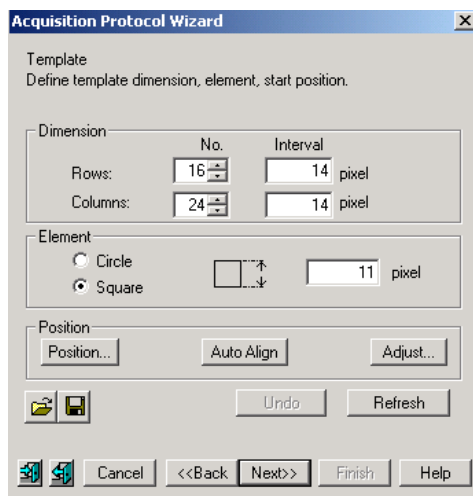 Acquisition Protocol Wizard
Template
Define template dimension, element, start position.
Dimension
No. Interval
Rows: 16 14 pixel
Columns: 24 14 pixel
Element
Circle
Square
11 pixel
Position
Position... Auto Align Adjust...
Undo Refresh
Cancel <<Back Next>> Finish Help